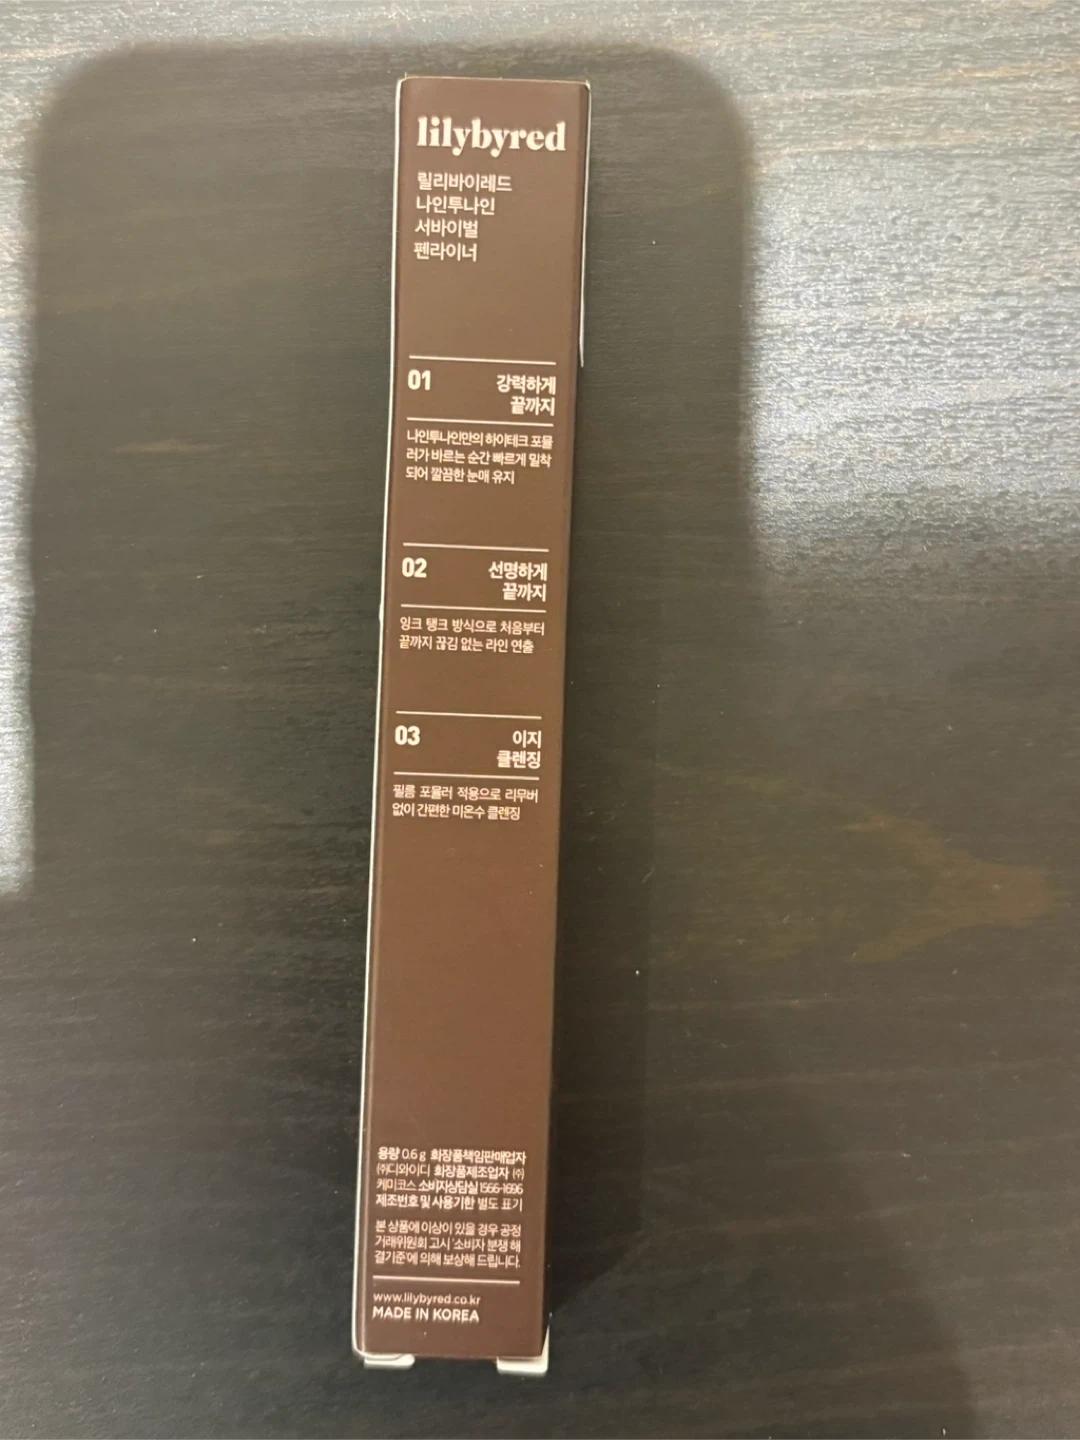 lilybyred
릴리바이레드
나인투나인
서바이벌
펜라이너
01
강력하게
끝까지
나인투나인만의 하이테크 포뮬
러가 바르는 순간 빠르게 밀착
되어 깔끔한 눈매 유지
02
선명하게
끝까지
잉크 탱크 방식으로 처음부터
끝까지 끊김 없는 라인 연출
03
이지
클렌징
필름 포뮬러 적용으로 리무버
없이 간편한 미온수 클렌징
용량 0.6 g 화장품책임판매업자
㈜디와이디 화장품제조업자 ㈜
케미코스 소비자상담실 1566-1696
제조번호 및 사용기한 별도 표기
본 상품에 이상이 있을 경우 공정
거래위원회 고시 '소비자 분쟁 해
결기준'에 의해 보상해 드립니다.
www.lilybyred.co.kr
MADE IN KOREA